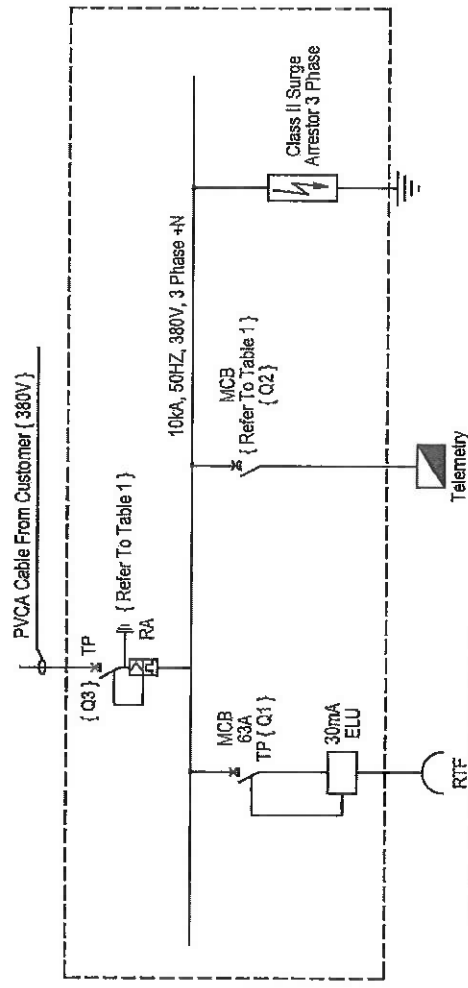 PVCA Cable From Customer { 380V }
{ Q3 }
TP
{ Refer To Table 1 }
RA
10kA, 50HZ, 380V, 3 Phase +N
MCB
63A
TP { Q1 }
30mA
ELU
RTF
MCB
{ Refer To Table 1 }
{ Q2 }
Telemetry
Class II Surge
Arrestor 3 Phase